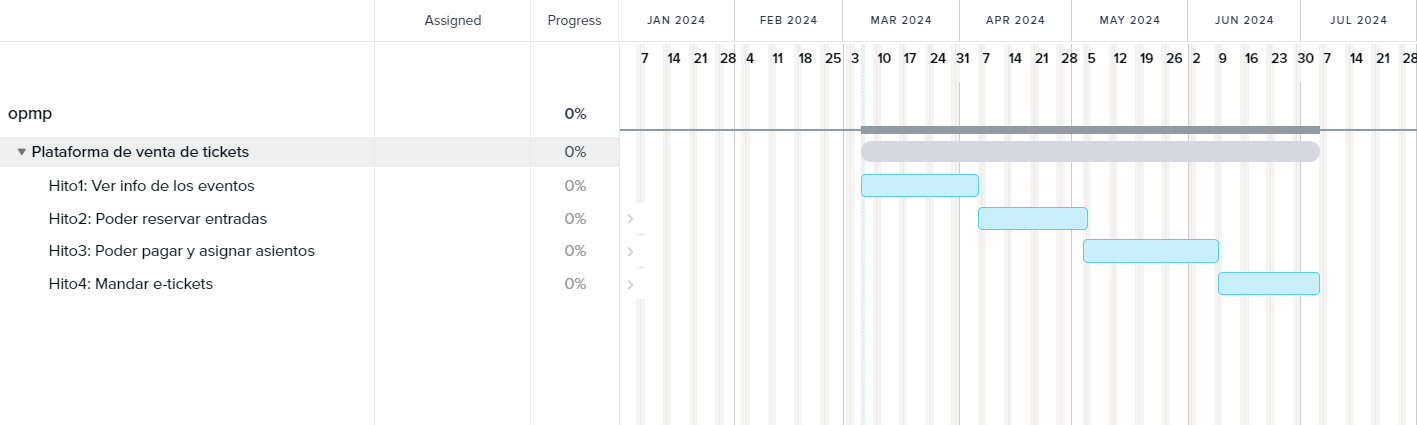 Assigned Progress JAN 2024 FEB 2024 MAR 2024 APR 2024 MAY 2024 JUN 2024 JUL 2024
7 14 21 28 4 11 18 25 3 10 17 24 31 7 14 21 28 5 12 19 26 2 9 16 23 30 7 14 21 28
opmp 0%
Plataforma de venta de tickets 0%
Hito1: Ver info de los eventos 0%
Hito2: Poder reservar entradas 0%
Hito3: Poder pagar y asignar asientos 0%
Hito4: Mandar e-tickets 0%